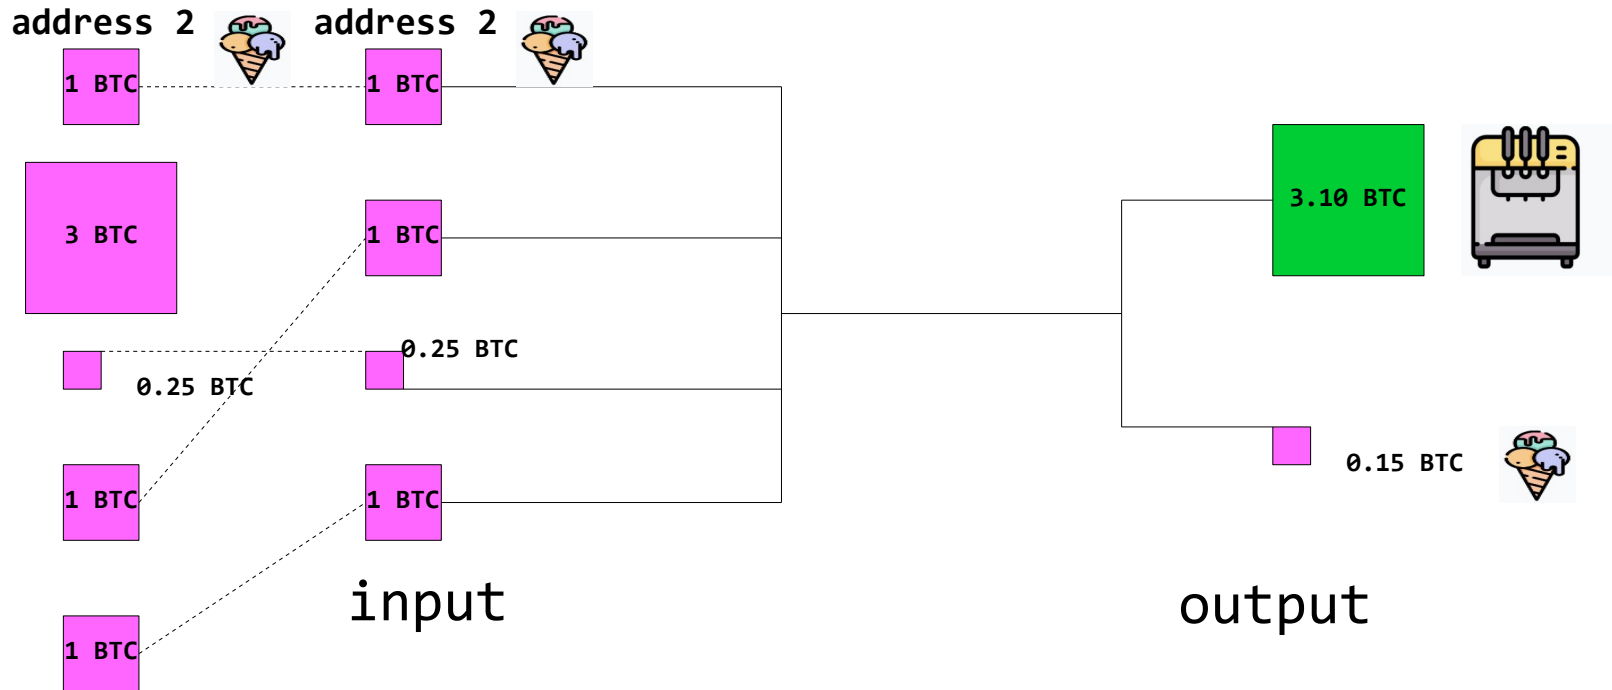 address 2
address 2
1 BTC
1 BTC
3.10 BTC
3 BTC
1 BTC
0.25 BTC
0.25 BTC
0.15 BTC
1 BTC
1 BTC
input
output
1 BTC